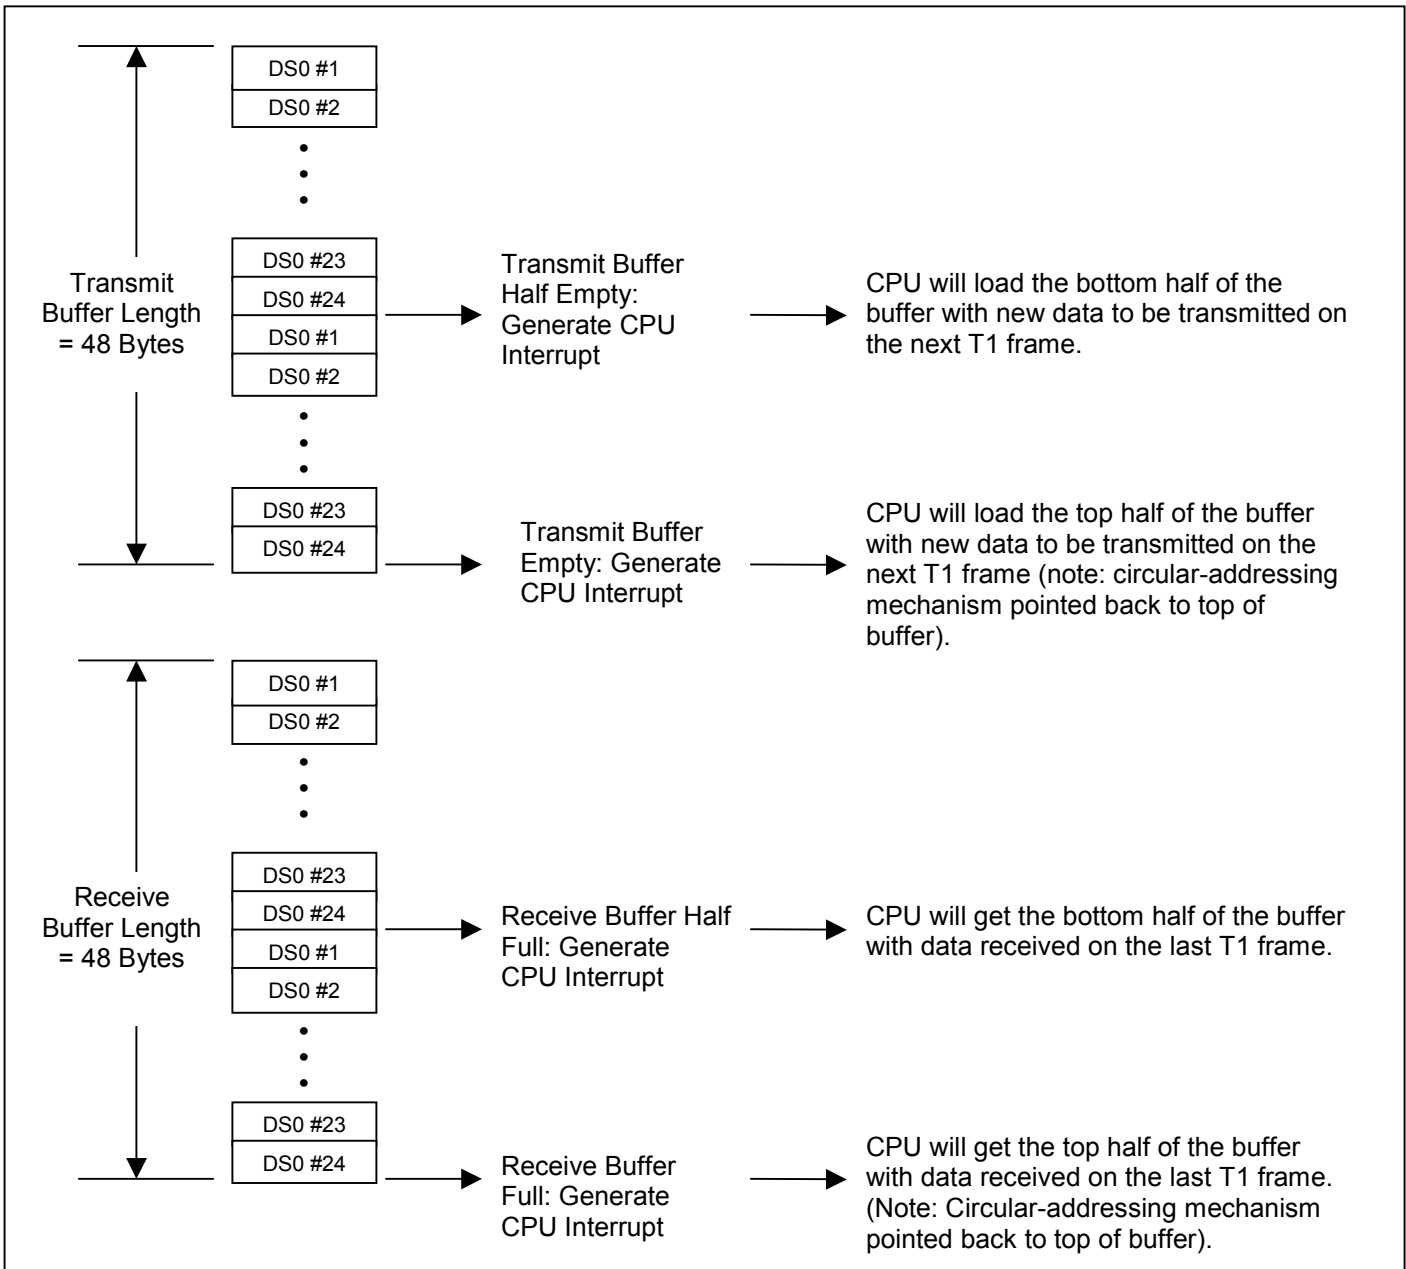 DS0 #1
DS0 #2
DS0 #23
DS0 #24
DS0 #1
DS0 #2
Transmit
Buffer Length
= 48 Bytes
Transmit Buffer
Half Empty:
Generate CPU
Interrupt
CPU will load the bottom half of the
buffer with new data to be transmitted on
the next T1 frame.
DS0 #23
DS0 #24
Transmit Buffer
Empty: Generate
CPU Interrupt
CPU will load the top half of the buffer
with new data to be transmitted on the
next T1 frame (note: circular-addressing
mechanism pointed back to top of
buffer).
DS0 #1
DS0 #2
DS0 #23
DS0 #24
DS0 #1
DS0 #2
Receive
Buffer Length
= 48 Bytes
Receive Buffer Half
Full: Generate
CPU Interrupt
CPU will get the bottom half of the buffer
with data received on the last T1 frame.
DS0 #23
DS0 #24
Receive Buffer
Full: Generate
CPU Interrupt
CPU will get the top half of the buffer
with data received on the last T1 frame.
(Note: Circular-addressing mechanism
pointed back to top of buffer).